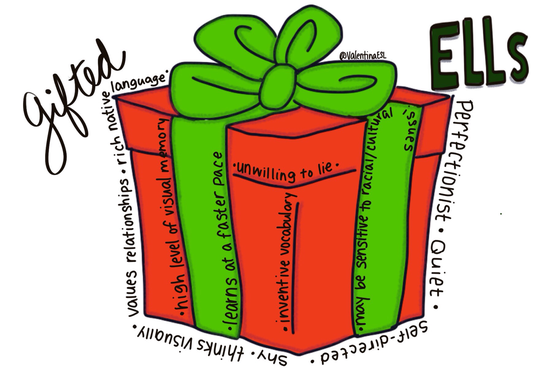 gifted
ELLs
@ValentinaESL
• values relationships • rich native language •
• high level of visual memory
• learns at a faster pace
• unwilling to lie •
• inventive vocabulary
• may be sensitive to racial/cultural issues
Perfectionist • Quiet •
self-directed •
shy • thinks visually •